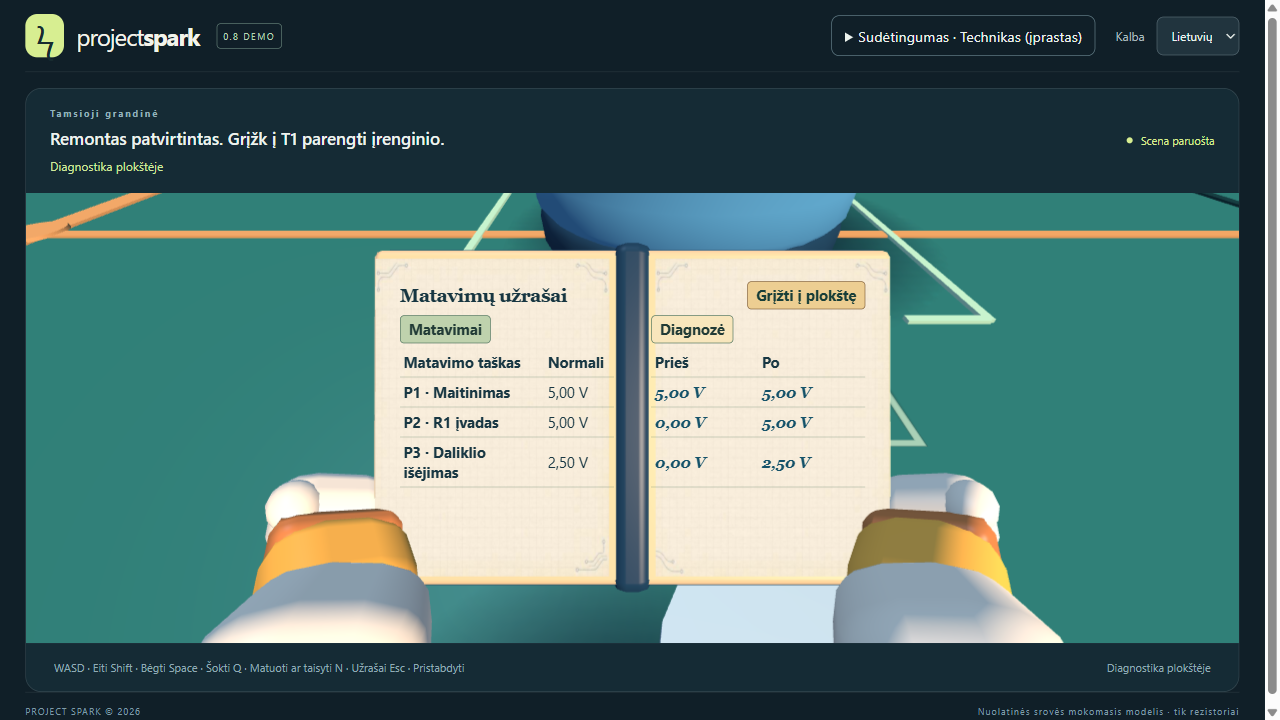 projectspark
0.8 DEMO
▶ Sudėtingumas · Technikas (įprastas)
Kalba
Lietuvių
Tamsioji grandinė
Remontas patvirtintas. Grįžk į T1 parengti įrenginio.
Diagnostika plokštėje
Scena paruošta
Matavimų užrašai
Grįžti į plokštę
Matavimai
Diagnozė
Matavimo taškas Normali Prieš Po
P1 · Maitinimas 5,00 V 5,00 V 5,00 V
P2 · R1 įvadas 5,00 V 0,00 V 5,00 V
P3 · Daliklio
išėjimas 2,50 V 0,00 V 2,50 V
WASD · Eiti Shift · Bėgti Space · Šokti Q · Matuoti ar taisyti N · Užrašai Esc · Pristabdyti
Diagnostika plokštėje
PROJECT SPARK © 2026
Nuolatinės srovės mokomasis modelis · tik rezistoriai